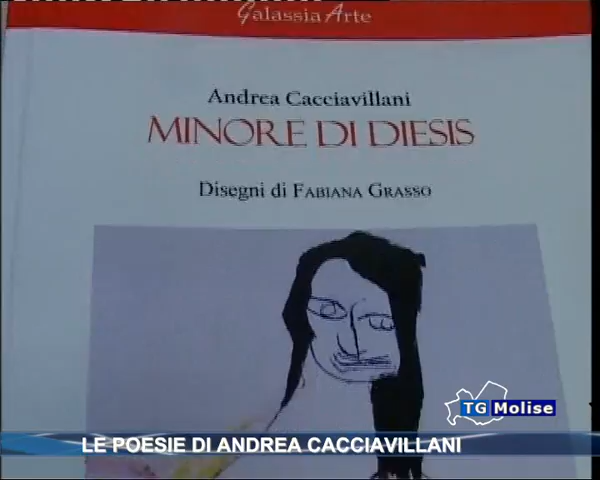 Galassia Arte
Andrea Cacciavillani
MINORE DI DIESIS
Disegni di FABIANA GRASSO
TG Molise
LE POESIE DI ANDREA CACCIAVILLANI